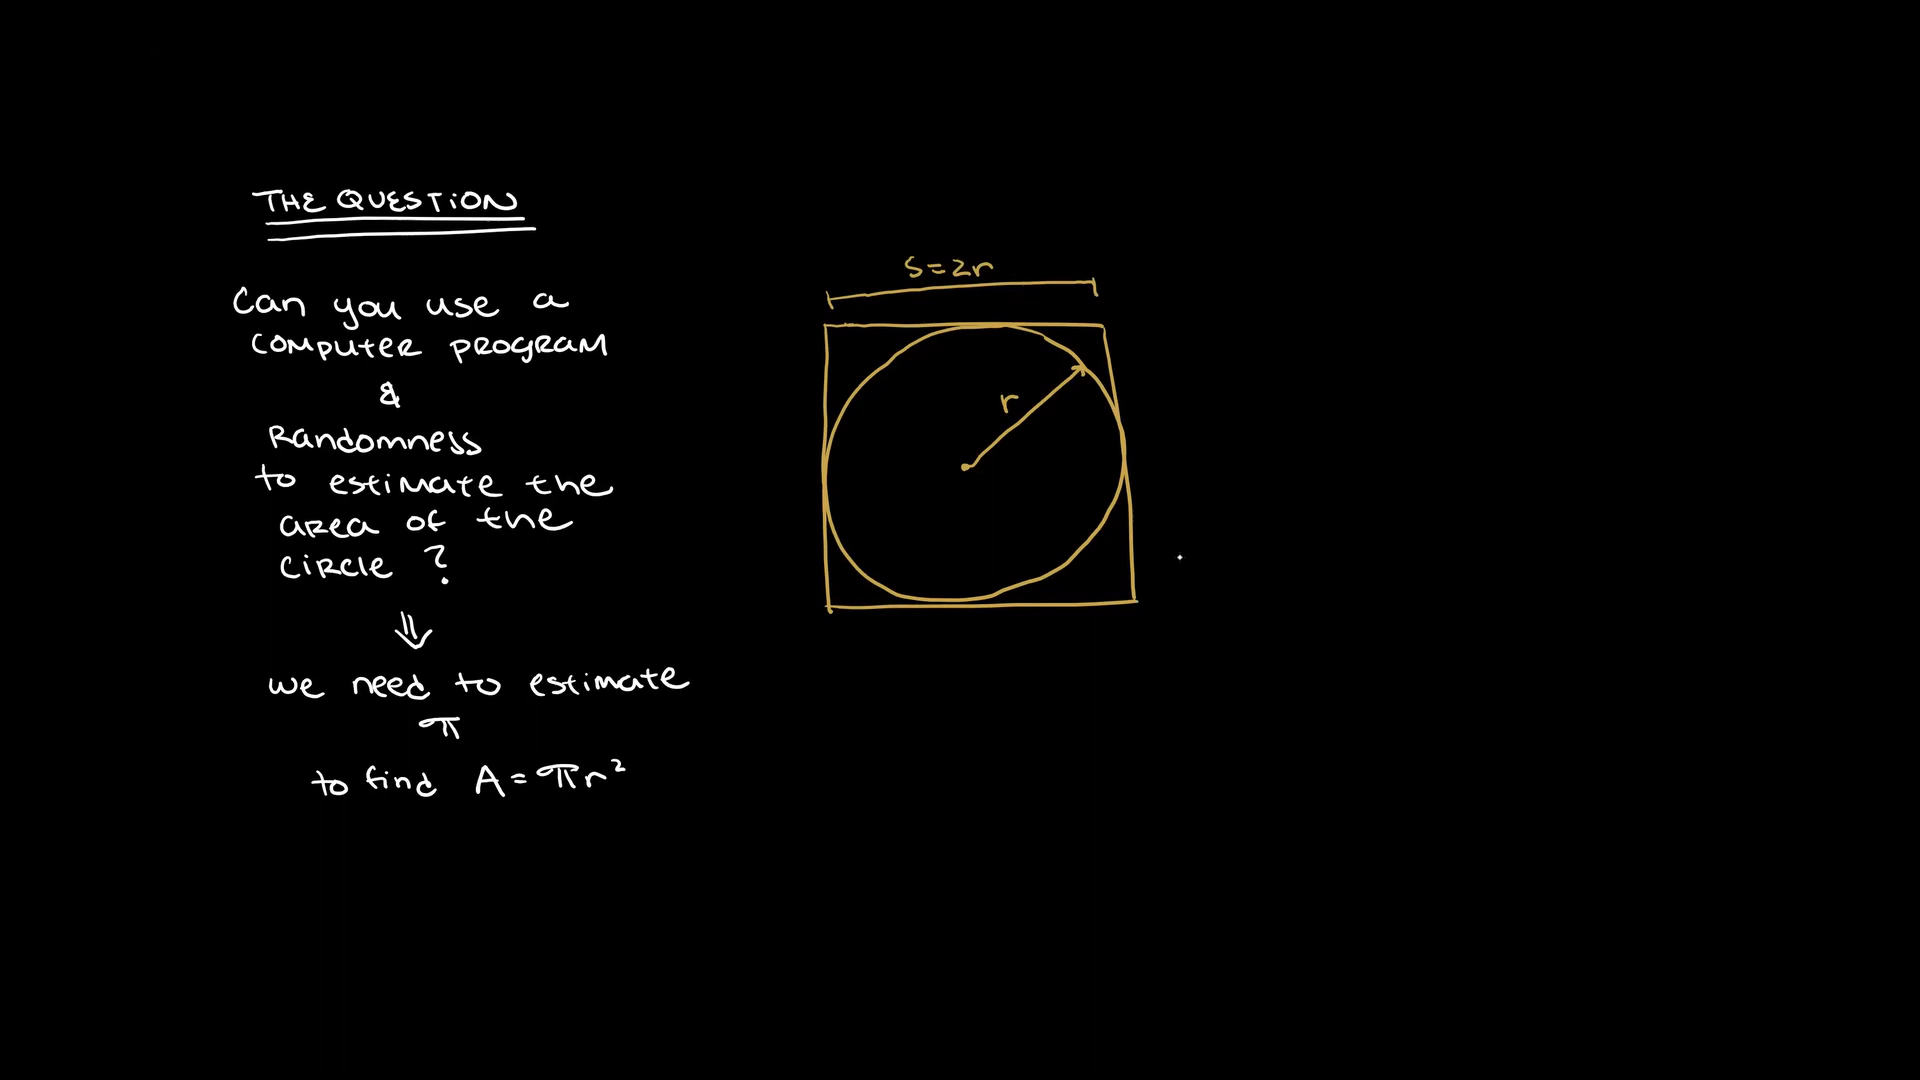 THE QUESTION
Can you use a
computer program
&
Randomness
to estimate the
area of the
circle ?
⇓
we need to estimate
π
to find A = πr²
s = 2r
r